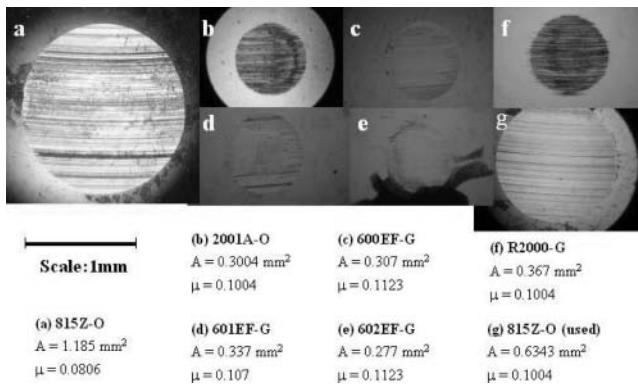 a
b
c
f
d
e
g
Scale:1mm
(a) 815Z-O
A = 1.185 mm²
μ = 0.0806
(b) 2001A-O
A = 0.3004 mm²
μ = 0.1004
(c) 600EF-G
A = 0.307 mm²
μ = 0.1123
(d) 601EF-G
A = 0.337 mm²
μ = 0.107
(e) 602EF-G
A = 0.277 mm²
μ = 0.1123
(f) R2000-G
A = 0.367 mm²
μ = 0.1004
(g) 815Z-O (used)
A = 0.6343 mm²
μ = 0.1004